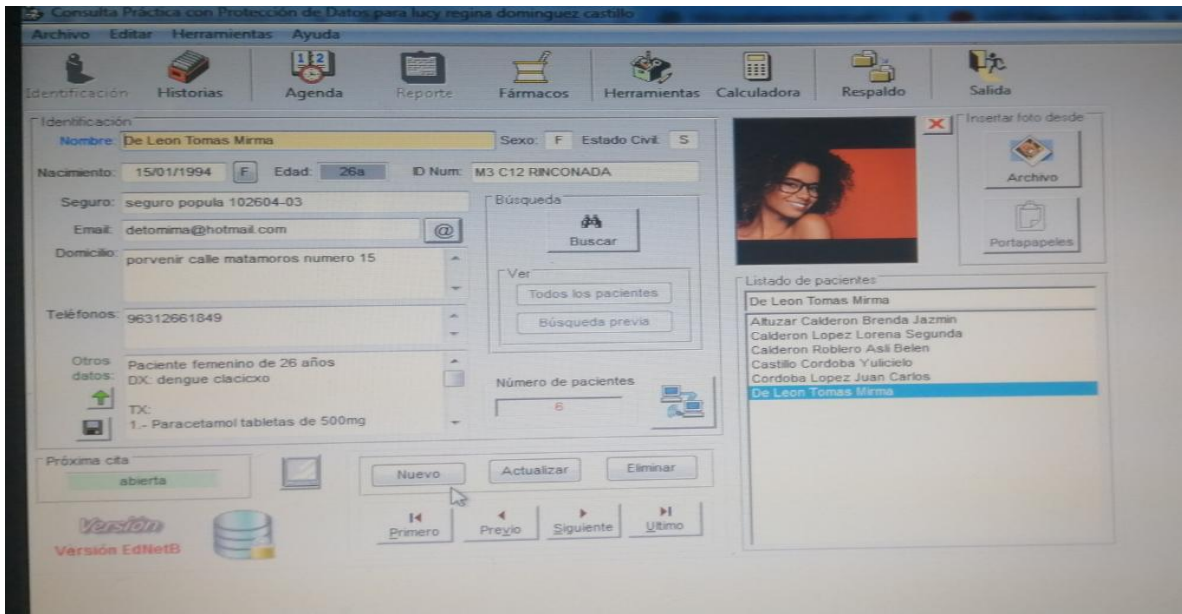 Consulta Práctica con Protección de Datos para lucy regina dominguez castillo
Archivo Editar Herramientas Ayuda
Identificación Historias Agenda Reporte Fármacos Herramientas Calculadora Respaldo Salida
Identificación
Nombre: De Leon Tomas Mirma Sexo: F Estado Civil: S
Nacimiento: 15/01/1994 F Edad: 26a ID Num: M3 C12 RINCONADA
Seguro: seguro popula 102604-03
Email: detomima@hotmail.com @
Domicilio: porvenir calle matamoros numero 15
Teléfonos: 96312661849
Otros datos: Paciente femenino de 26 años
DX: dengue clacicxo
TX:
1.- Paracetamol tabletas de 500mg
Búsqueda
Buscar
Ver
Todos los pacientes
Búsqueda previa
Número de pacientes
6
Insertar foto desde
Archivo
Portapapeles
Listado de pacientes
De Leon Tomas Mirma
Altuzar Calderon Brenda Jazmin
Calderon Lopez Lorena Segunda
Calderon Roblero Asli Belen
Castillo Cordoba Yulicielo
Cordoba Lopez Juan Carlos
De Leon Tomas Mirma
Próxima cita
abierta
Nuevo Actualizar Eliminar
Primero Previo Siguiente Ultimo
Versión
Versión EdNetB